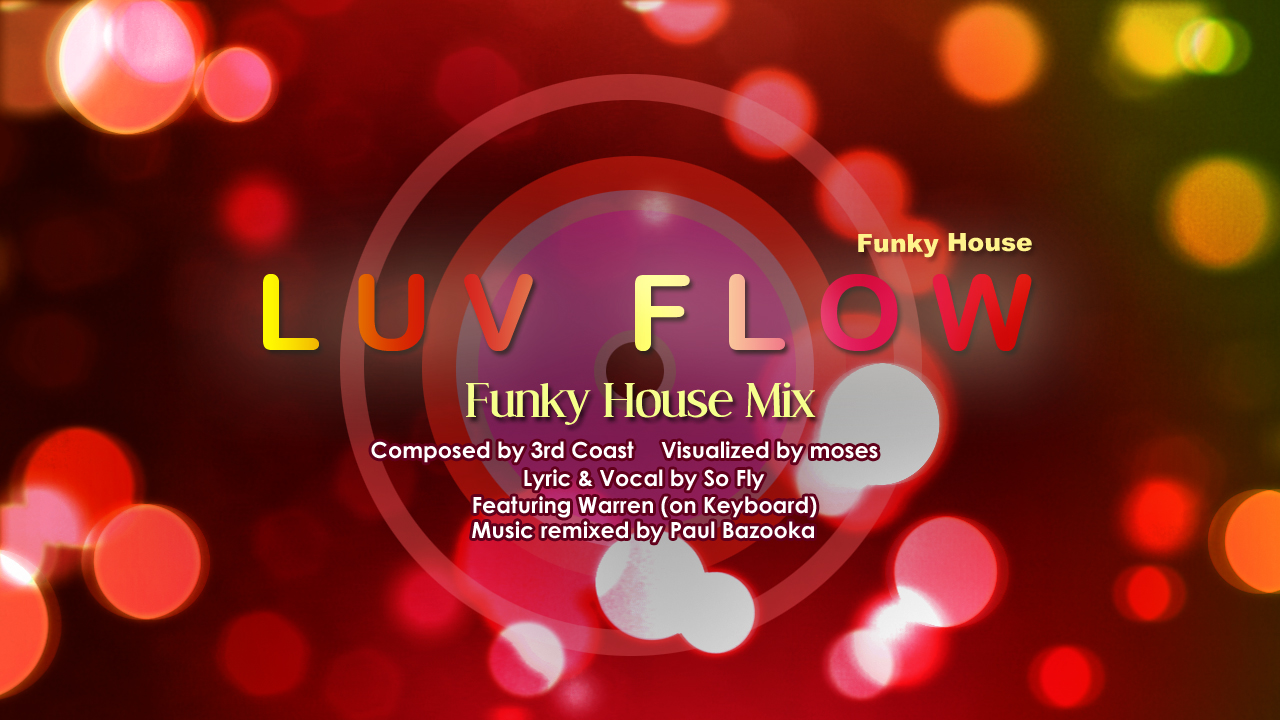 Funky House
LUV FLOW
Funky House Mix
Composed by 3rd Coast Visualized by moses
Lyric & Vocal by So Fly
Featuring Warren (on Keyboard)
Music remixed by Paul Bazooka